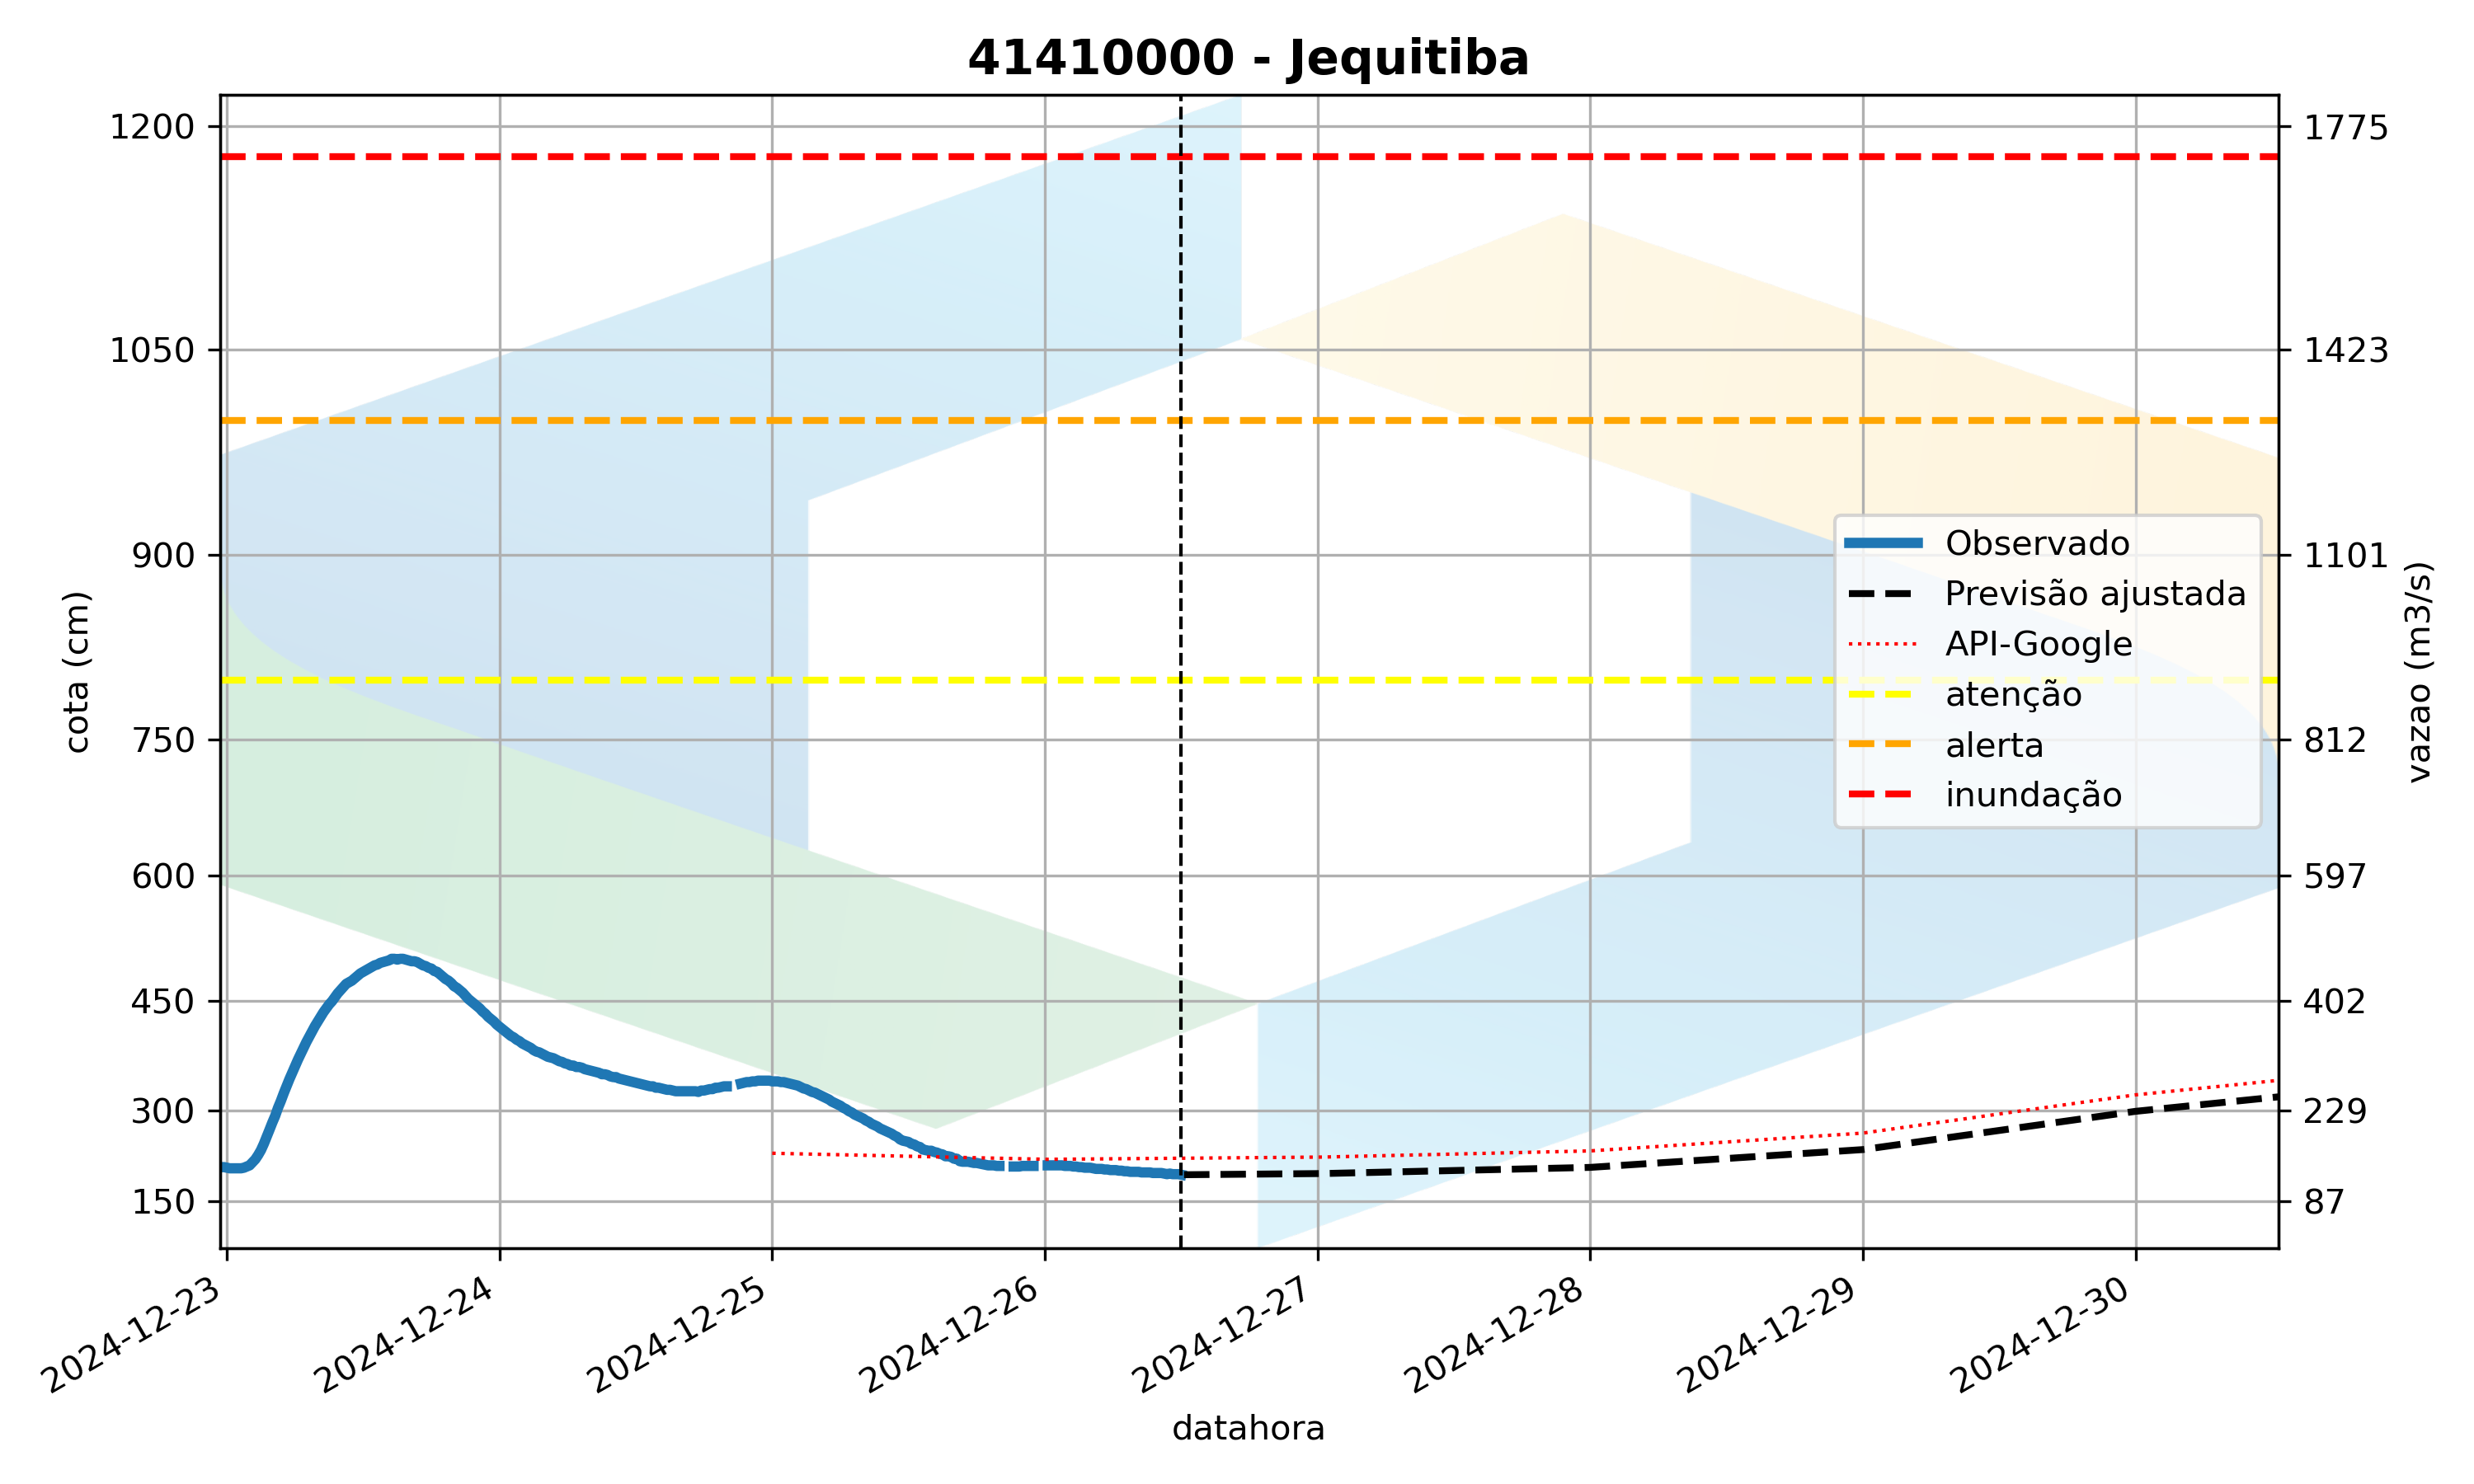 41410000 - Jequitiba
1200
1050
900
750
600
450
300
150
cota (cm)
1775
1423
1101
812
597
402
229
87
vazao (m3/s)
Observado
Previsão ajustada
API-Google
atenção
alerta
inundação
2024-12-23
2024-12-24
2024-12-25
2024-12-26
2024-12-27
2024-12-28
2024-12-29
2024-12-30
datahora